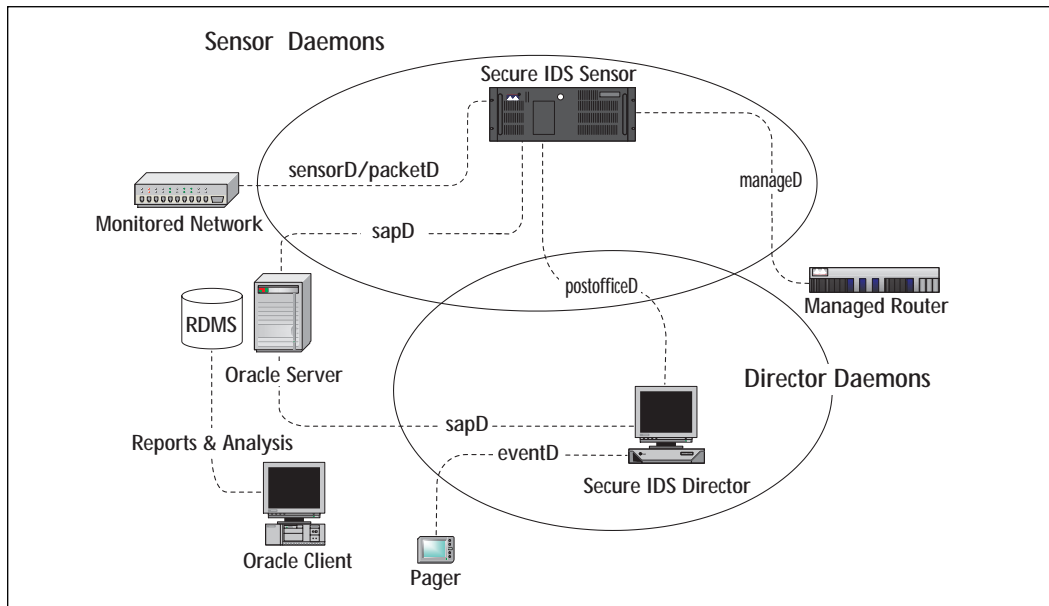 Sensor Daemons
Secure IDS Sensor
sensorD/packetD
manageD
Monitored Network
sapD
postofficeD
Managed Router
RDMS
Oracle Server
Director Daemons
sapD
Reports & Analysis
eventD
Secure IDS Director
Oracle Client
Pager